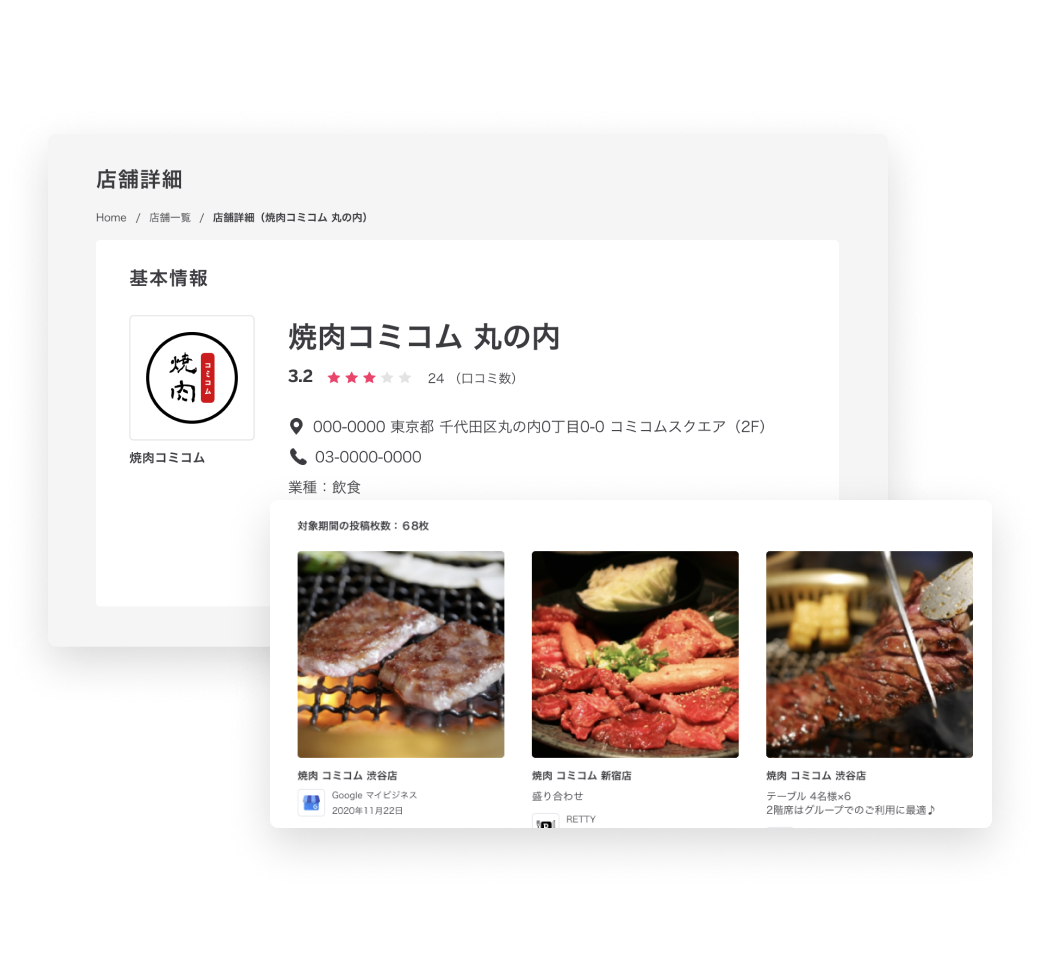 店舗詳細
Home / 店舗一覧 / 店舗詳細（焼肉コミコム 丸の内）
基本情報
焼肉
コミコム
焼肉コミコム
焼肉コミコム 丸の内
3.2 24 （口コミ数）
000-0000 東京都 千代田区丸の内0丁目0-0 コミコムスクエア（2F）
03-0000-0000
業種：飲食
対象期間の投稿枚数：68枚
焼肉 コミコム 渋谷店
Google マイビジネス
2020年11月22日
焼肉 コミコム 新宿店
盛り合わせ
RETTY
焼肉 コミコム 渋谷店
テーブル 4名様×6
2階席はグループでのご利用に最適♪